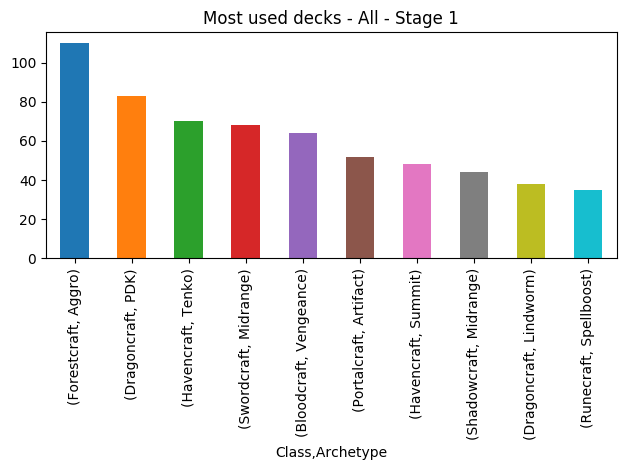 Most used decks - All - Stage 1
100
80
60
40
20
0
(Forestcraft, Aggro)
(Dragoncraft, PDK)
(Havencraft, Tenko)
(Swordcraft, Midrange)
(Bloodcraft, Vengeance)
(Portalcraft, Artifact)
(Havencraft, Summit)
(Shadowcraft, Midrange)
(Dragoncraft, Lindworm)
(Runecraft, Spellboost)
Class,Archetype